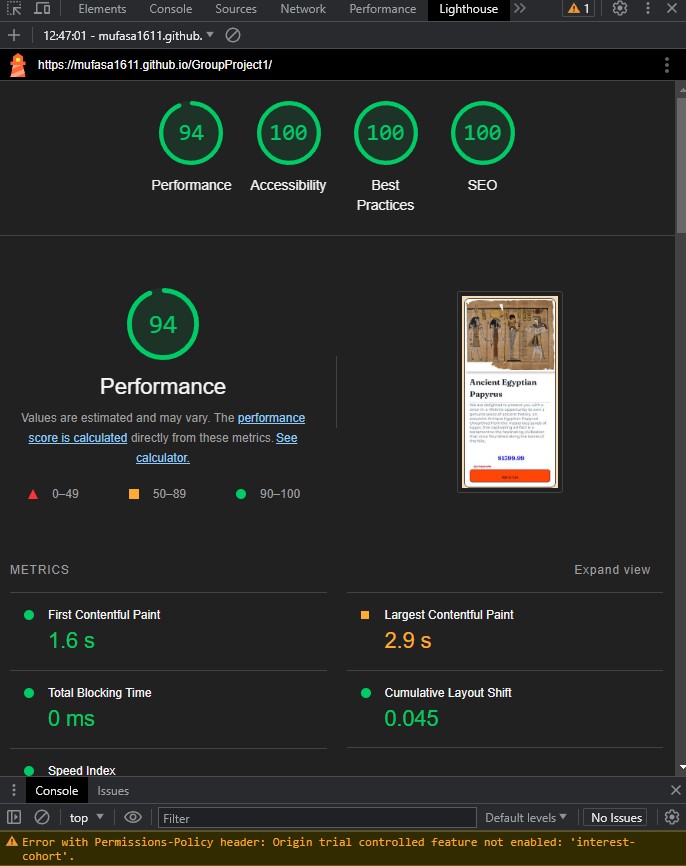 Elements Console Sources Network Performance Lighthouse 1
12:47:01 - mufasa1611.github.
https://mufasa1611.github.io/GroupProject1/
94 100 100 100
Performance Accessibility Best SEO
Practices
94
Performance
Values are estimated and may vary. The performance
score is calculated directly from these metrics. See
calculator.
0–49 50–89 90–100
Ancient Egyptian
Papyrus
$1599.99
METRICS Expand view
First Contentful Paint Largest Contentful Paint
1.6 s 2.9 s
Total Blocking Time Cumulative Layout Shift
0 ms 0.045
Speed Index
Console Issues
top Filter Default levels No Issues
Error with Permissions-Policy header: Origin trial controlled feature not enabled: 'interest-
cohort'.